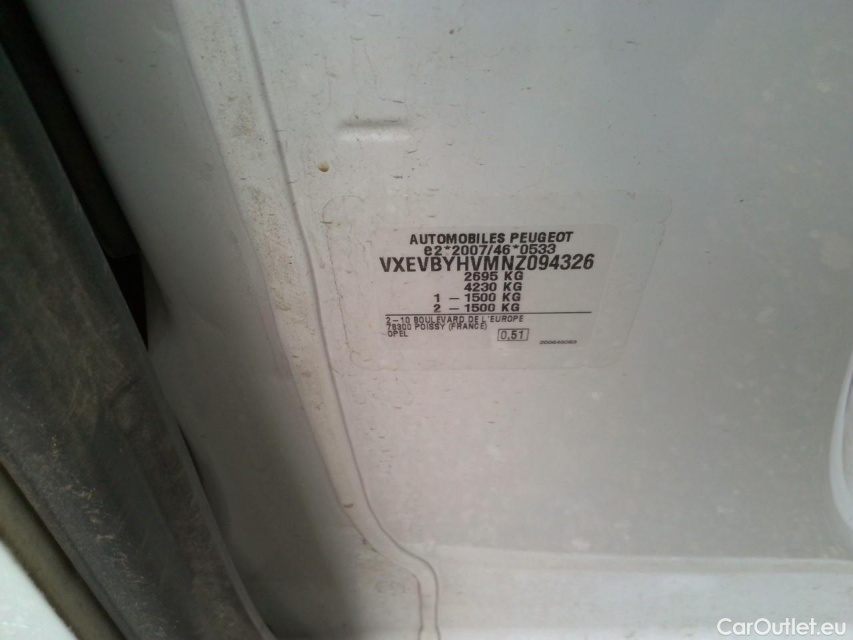 AUTOMOBILES PEUGEOT
e2*2007/46*0533
VXEVBYHVMNZ094326
2695 KG
4230 KG
1 - 1500 KG
2 - 1500 KG
2-10 BOULEVARD DE L'EUROPE
78300 POISSY (FRANCE)
OPEL 0.51
CarOutlet.eu